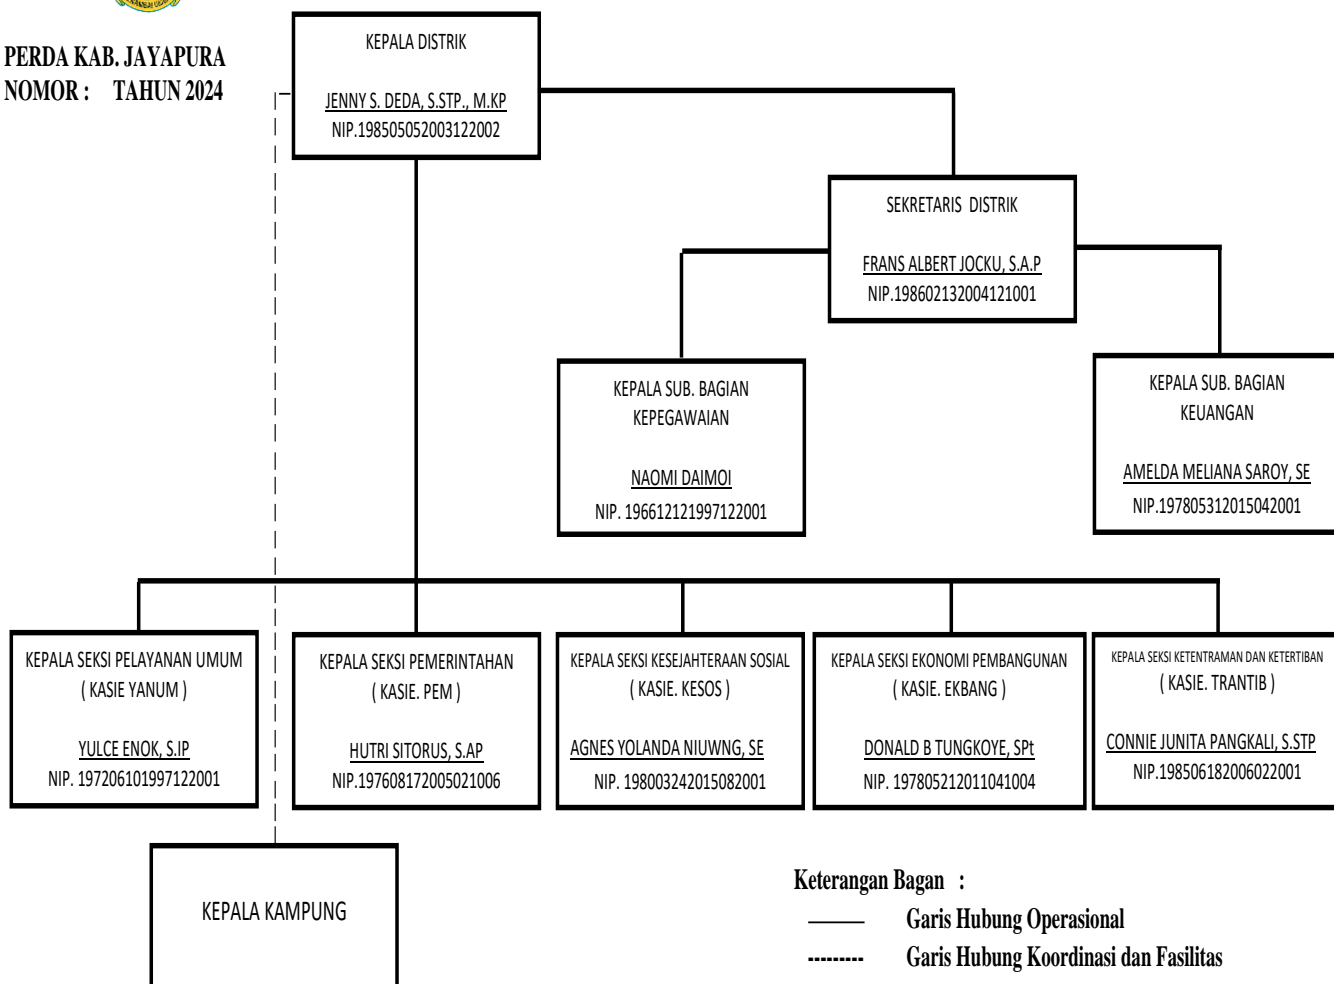 PERDA KAB. JAYAPURA
NOMOR : TAHUN 2024
KEPALA DISTRIK
JENNY S. DEDA, S.STP., M.KP
NIP.198505052003122002
SEKRETARIS DISTRIK
FRANS ALBERT JOCKU, S.A.P
NIP.198602132004121001
KEPALA SUB. BAGIAN
KEPEGAWAIAN
NAOMI DAIMOI
NIP. 196612121997122001
KEPALA SUB. BAGIAN
KEUANGAN
AMELDA MELIANA SAROY, SE
NIP.197805312015042001
KEPALA SEKSI PELAYANAN UMUM
( KASIE YANUM )
YULCE ENOK, S.IP
NIP. 197206101997122001
KEPALA SEKSI PEMERINTAHAN
( KASIE. PEM )
HUTRI SITORUS, S.AP
NIP.197608172005021006
KEPALA SEKSI KESEJAHTERAAN SOSIAL
( KASIE. KESOS )
AGNES YOLANDA NIUWNG, SE
NIP. 198003242015082001
KEPALA SEKSI EKONOMI PEMBANGUNAN
( KASIE. EKBANG )
DONALD B TUNGKOYE, SPt
NIP. 197805212011041004
KEPALA SEKSI KETENTRAMAN DAN KETERTIBAN
( KASIE. TRANTIB )
CONNIE JUNITA PANGKALI, S.STP
NIP.198506182006022001
KEPALA KAMPUNG
Keterangan Bagan :
Garis Hubung Operasional
Garis Hubung Koordinasi dan Fasilitas